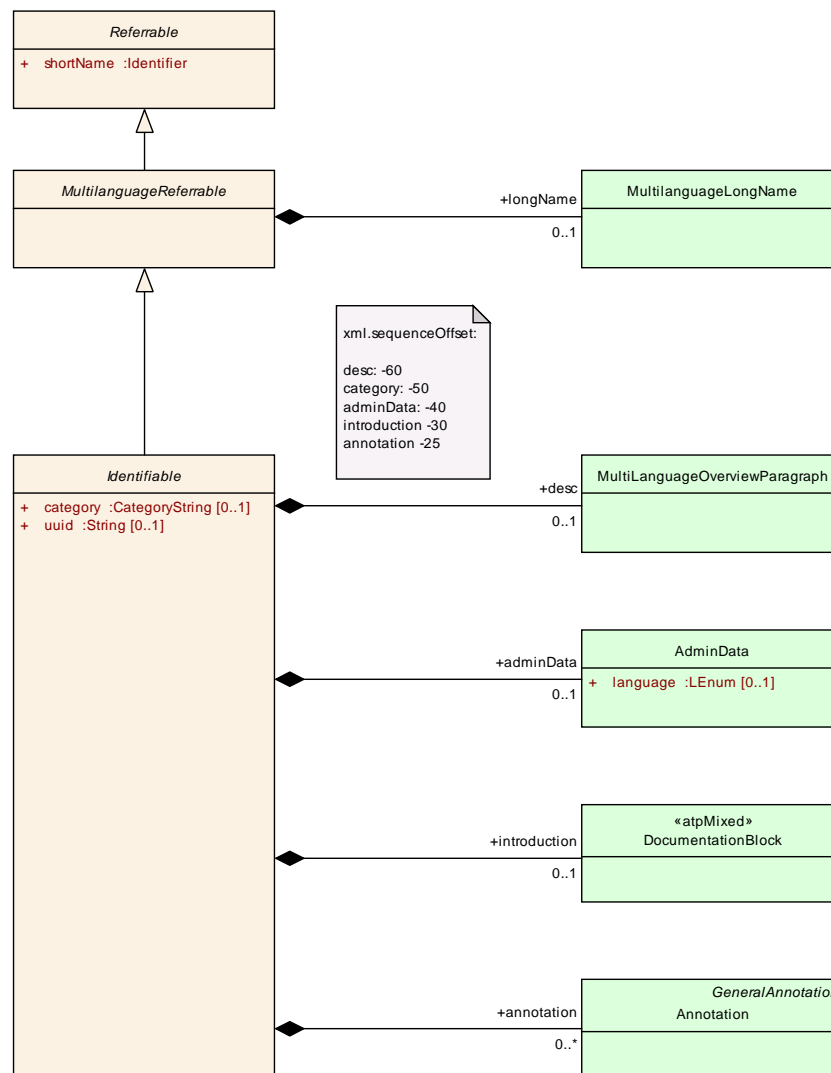 Referrable
+ shortName :Identifier
MultilanguageReferrable
+longName
0..1
MultilanguageLongName
xml.sequenceOffset:
desc: -60
category: -50
adminData: -40
introduction -30
annotation -25
Identifiable
+ category :CategoryString [0..1]
+ uuid :String [0..1]
+desc
0..1
MultiLanguageOverviewParagraph
+adminData
0..1
AdminData
+ language :LEnum [0..1]
+introduction
0..1
«atpMixed»
DocumentationBlock
+annotation
0..*
GeneralAnnotation
Annotation